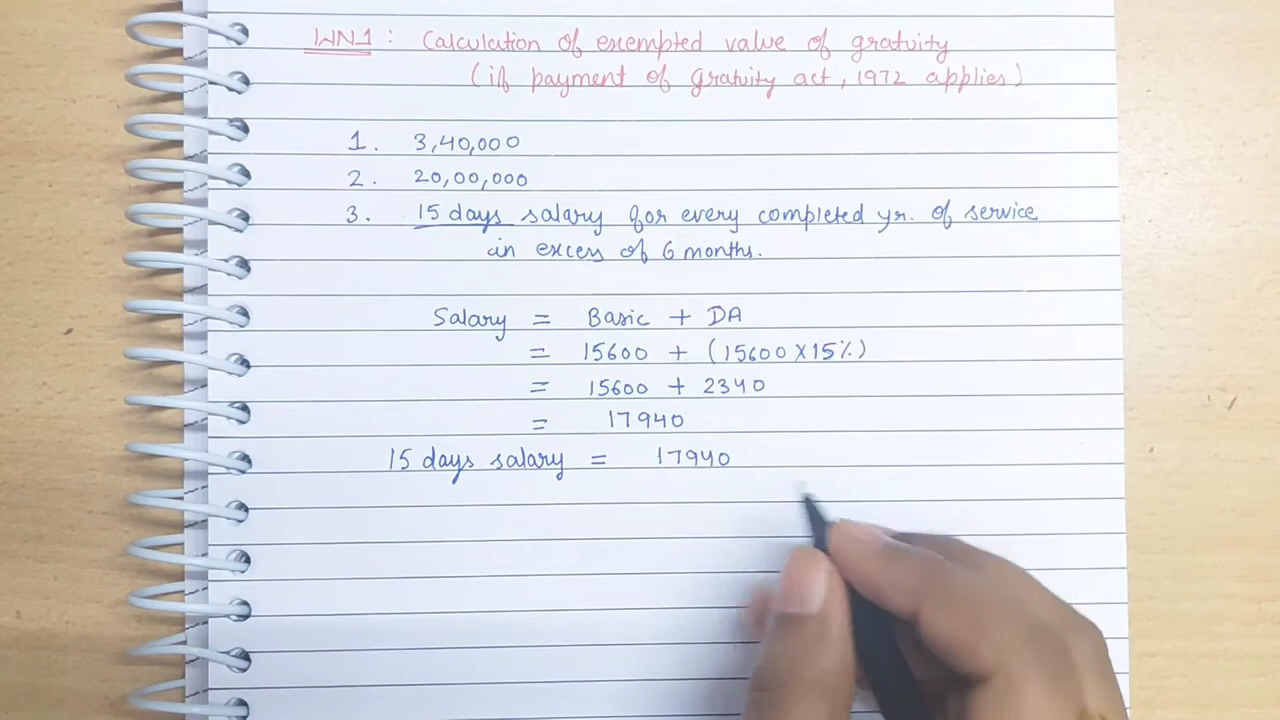 WN1 : Calculation of exempted value of gratuity
(if payment of gratuity act, 1972 applies)
1. 3,40,000
2. 20,00,000
3. 15 days salary for every completed yr. of service
in excess of 6 months.
Salary = Basic + DA
= 15600 + (15600 X 15%)
= 15600 + 2340
= 17940
15 days salary = 17940